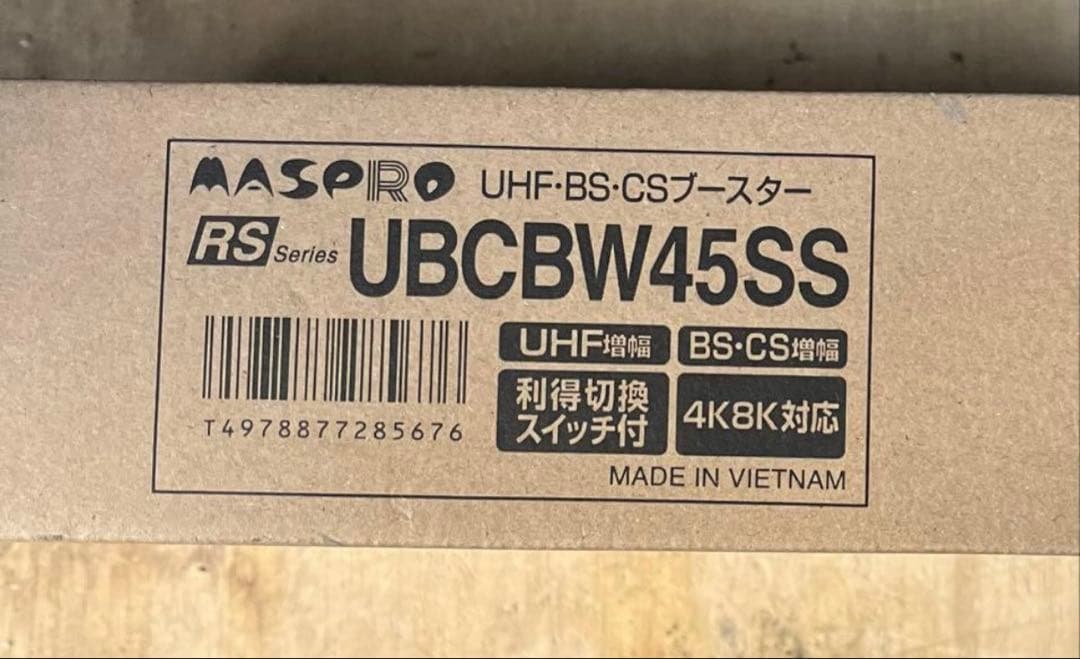 MASPRO UHF・BS・CSブースター
RS Series UBCBW45SS
UHF増幅 BS・CS増幅
利得切換
スイッチ付
4K8K対応
T4978877285676
MADE IN VIETNAM